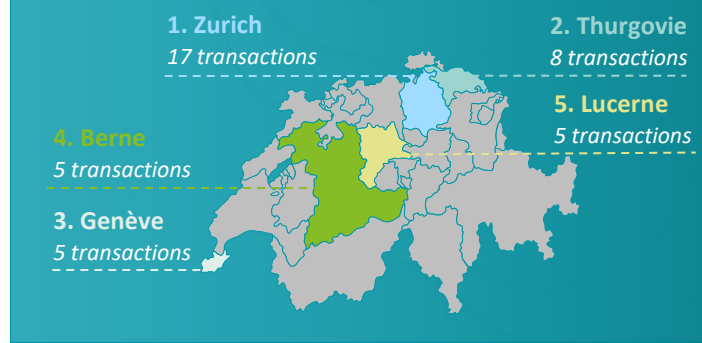 1. Zurich
17 transactions
2. Thurgovie
8 transactions
5. Lucerne
5 transactions
4. Berne
5 transactions
3. Genève
5 transactions